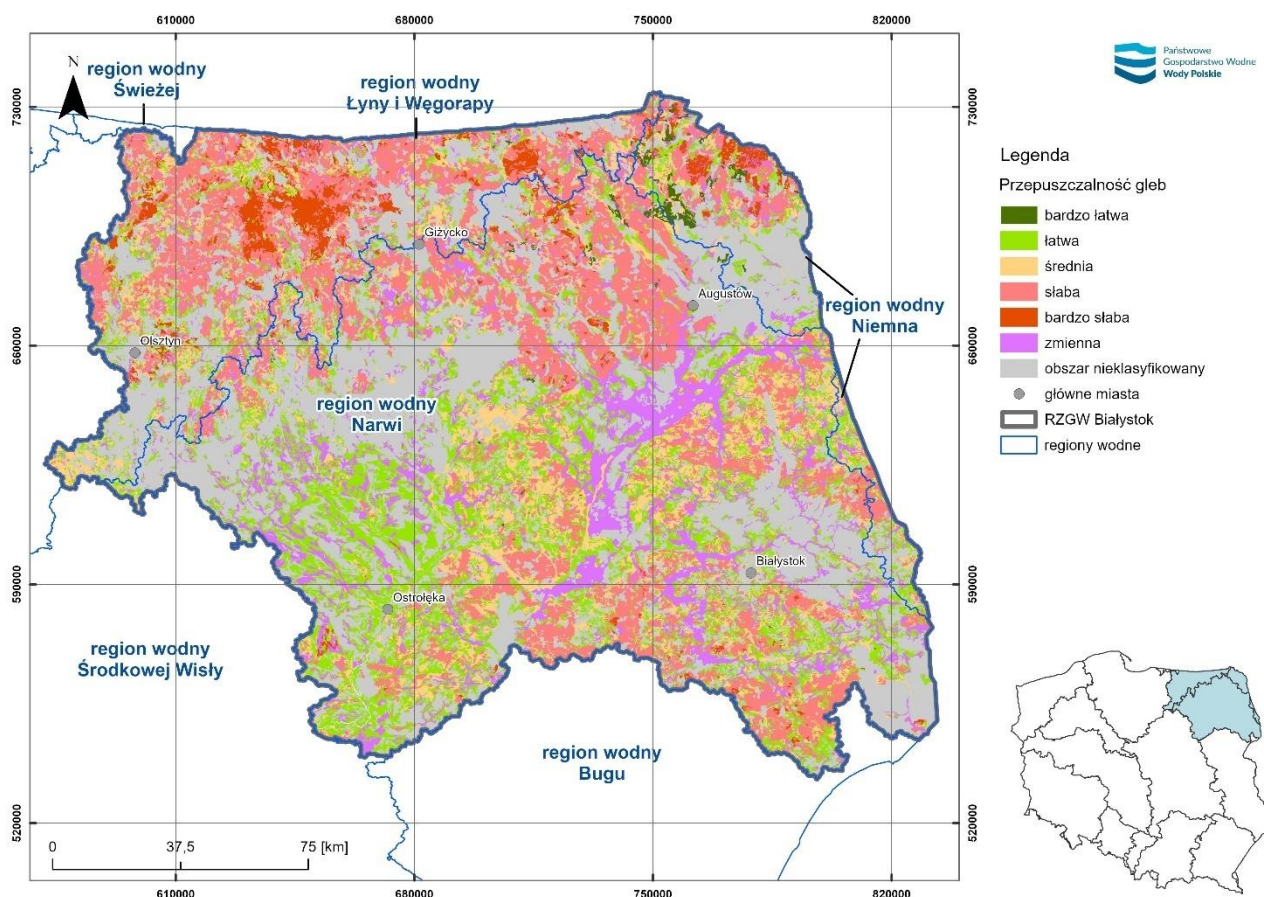 610000
680000
750000
820000
N
region wodny
Świeżej
region wodny
Łyny i Węgorapy
730000
730000
Państwowe
Gospodarstwo Wodne
Wody Polskie
Giżycko
Augustów
region wodny
Niemna
660000
660000
Olsztyn
region wodny
Narwi
Białystok
590000
590000
Ostrołęka
region wodny
Środkowej Wisły
region wodny
Bugu
520000
520000
0
37,5
75 [km]
610000
680000
750000
820000
Legenda
Przepuszczalność gleb
bardzo łatwa
łatwa
średnia
słaba
bardzo słaba
zmienna
obszar nieklasyfikowany
główne miasta
RZGW Białystok
regiony wodne